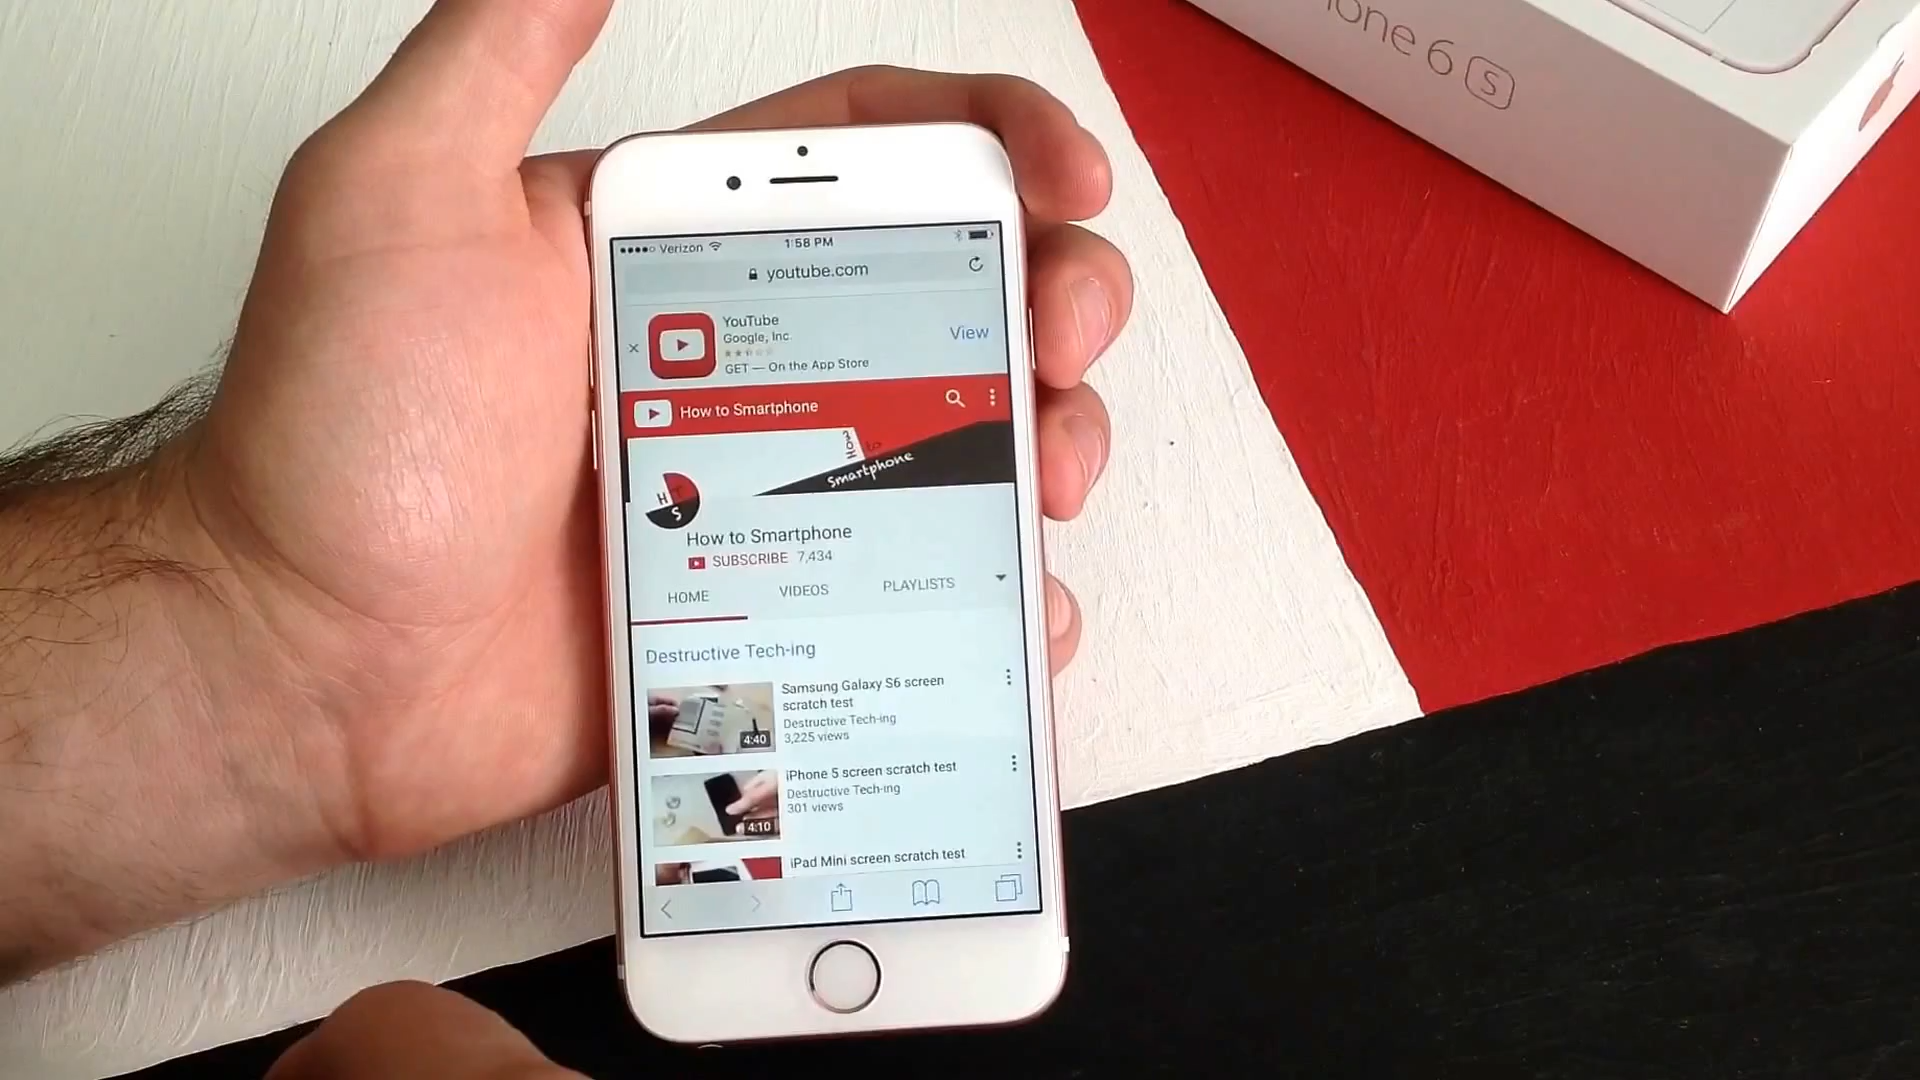 one 6 S
Verizon 1:58 PM
youtube.com
YouTube
Google, Inc.
View
GET — On the App Store
How to Smartphone
How to
Smartphone
H T
S
How to Smartphone
SUBSCRIBE 7,434
HOME VIDEOS PLAYLISTS
Destructive Tech-ing
Samsung Galaxy S6 screen
scratch test
Destructive Tech-ing
3,225 views
4:40
iPhone 5 screen scratch test
Destructive Tech-ing
301 views
4:10
iPad Mini screen scratch test